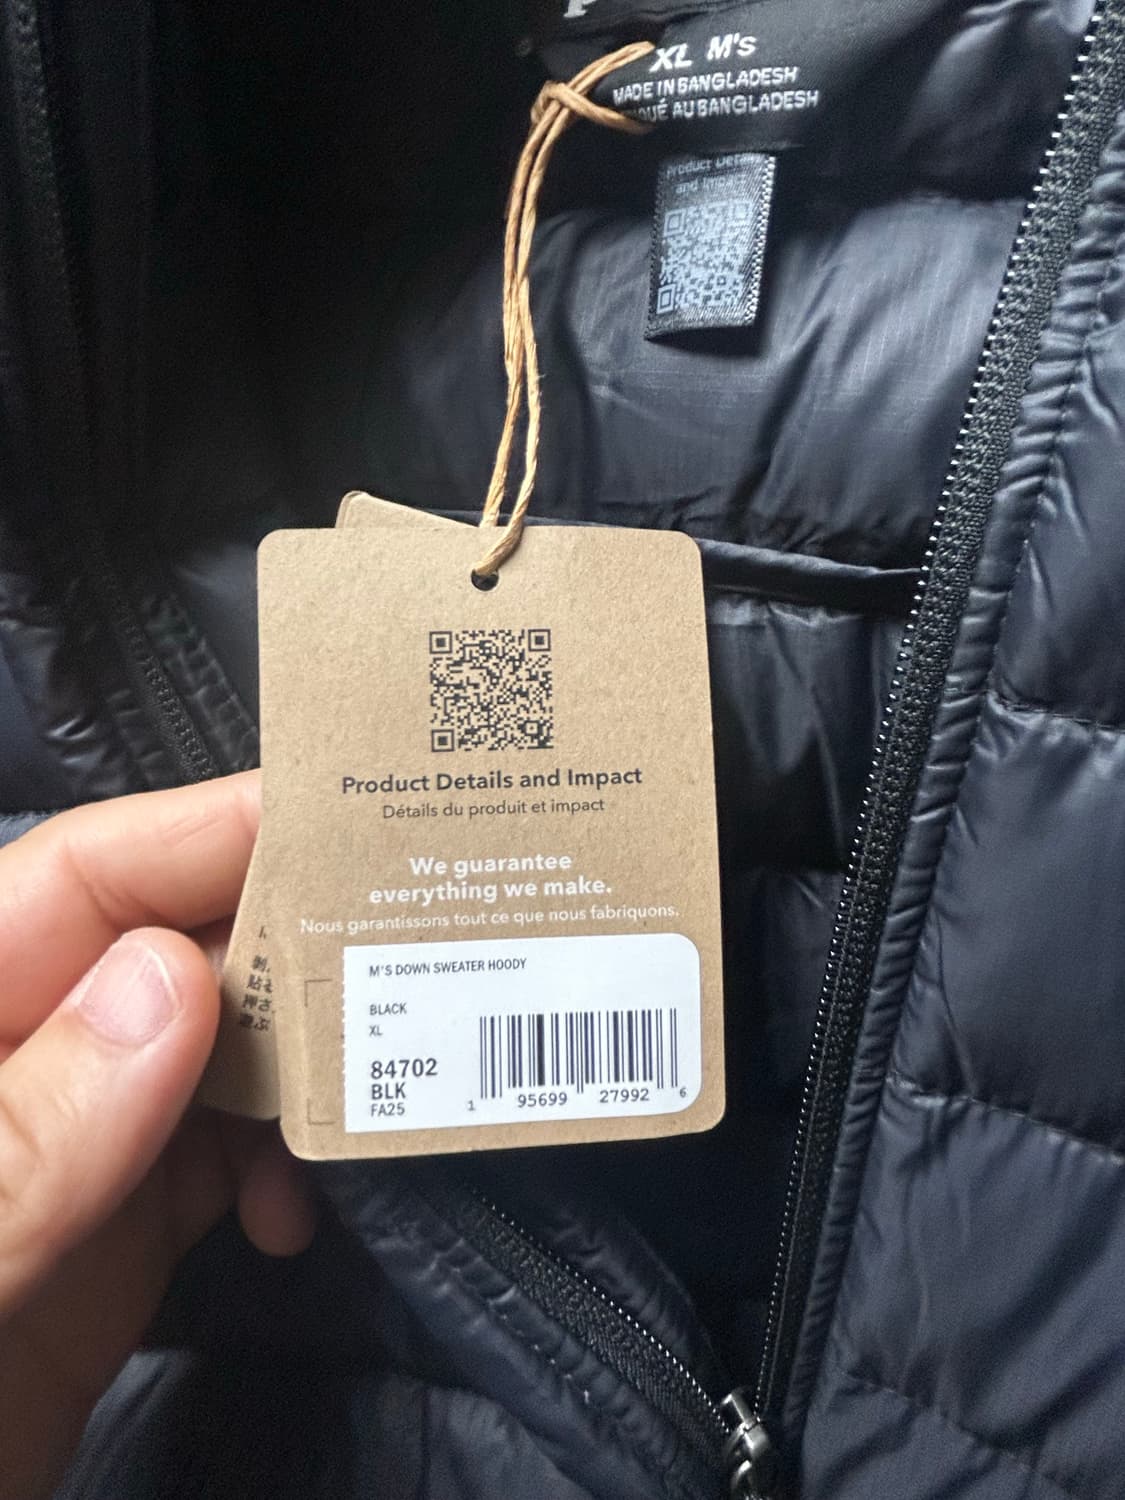 XL M's
MADE IN BANGLADESH
AU BANGLADESH
Product
and
Product Details and Impact
Détails du produit et impact
We guarantee
everything we make.
Nous garantissons tout ce que nous fabriquons.
M'S DOWN SWEATER HOODY
BLACK
XL
84702
BLK
FA25
1 95699 27992 6